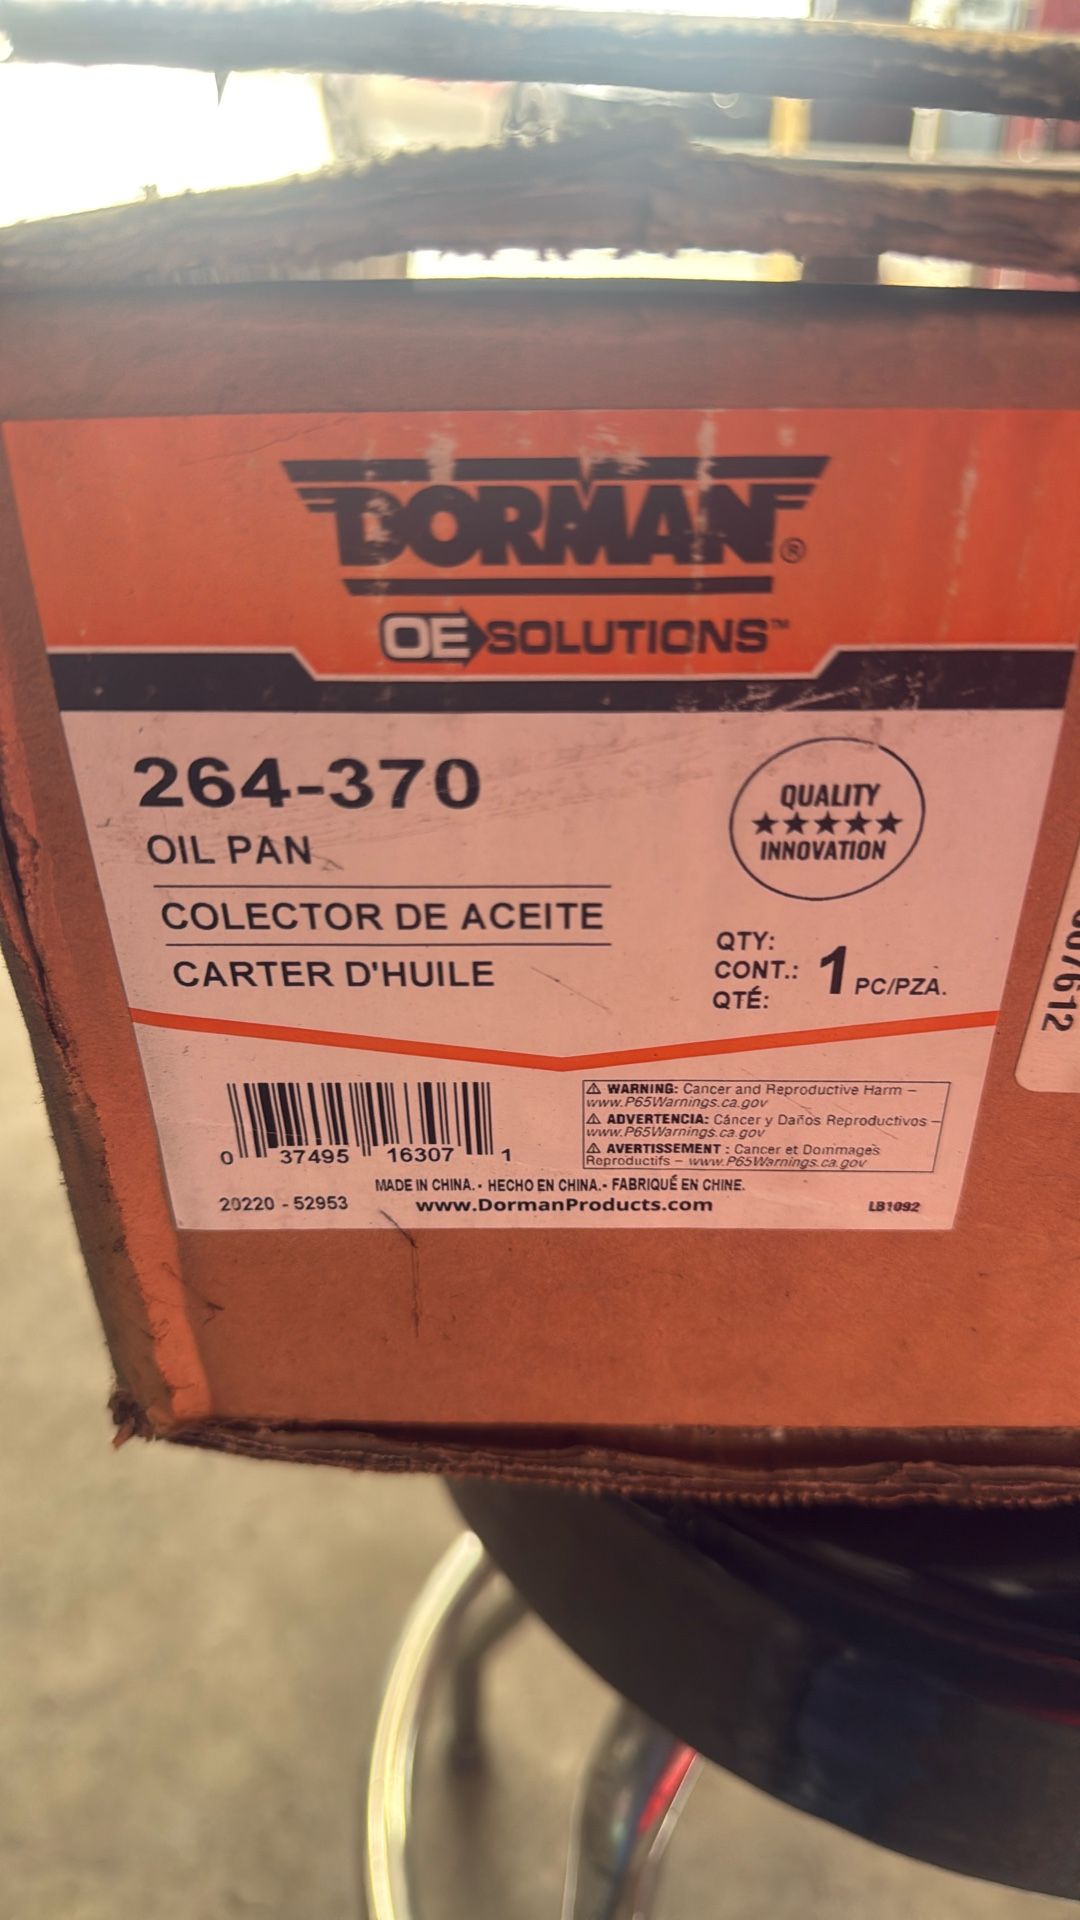 DORMAN®
OE SOLUTIONS™
264-370
OIL PAN
COLECTOR DE ACEITE
CARTER D'HUILE
QUALITY
★★★★★
INNOVATION
QTY:
CONT.: 1 PC/PZA.
QTÉ:
⚠ WARNING: Cancer and Reproductive Harm –
www.P65Warnings.ca.gov
⚠ ADVERTENCIA: Cáncer y Daños Reproductivos –
www.P65Warnings.ca.gov
⚠ AVERTISSEMENT : Cancer et Dommages
Reproductifs – www.P65Warnings.ca.gov
0 37495 16307 1
MADE IN CHINA. - HECHO EN CHINA. - FABRIQUÉ EN CHINE.
20220 - 52953
www.DormanProducts.com
LB1092